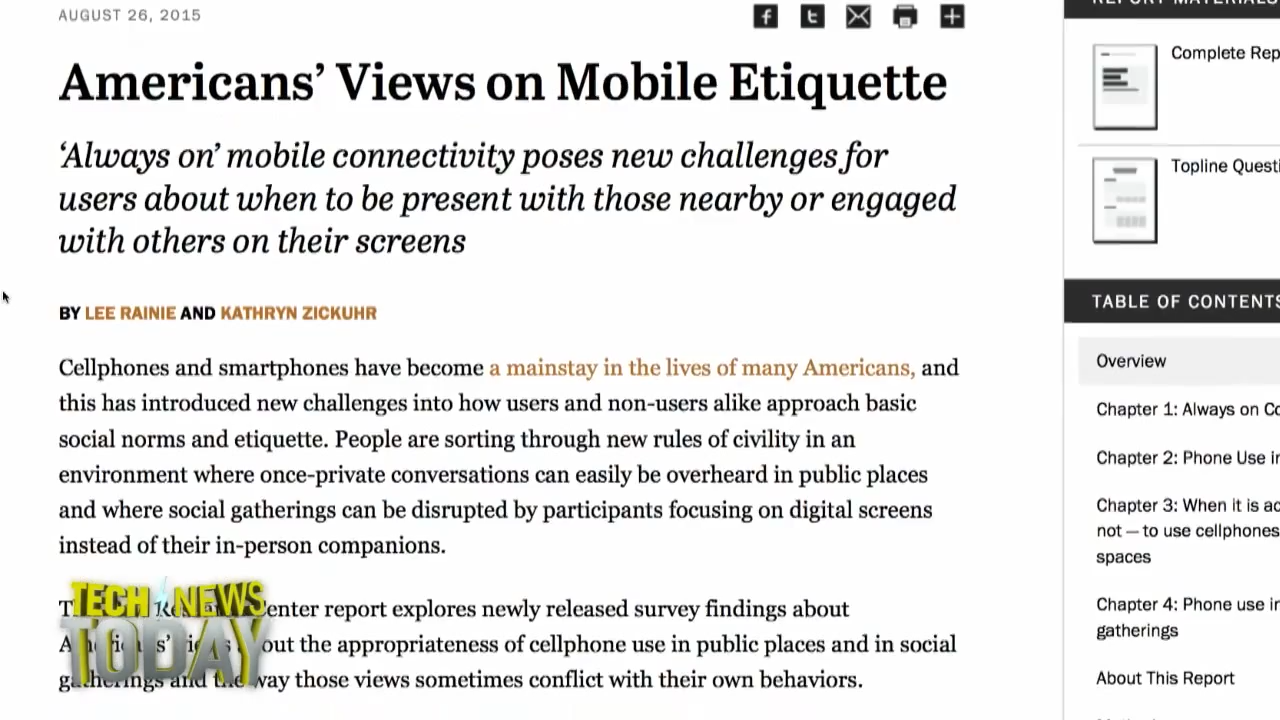 AUGUST 26, 2015
Americans’ Views on Mobile Etiquette
‘Always on’ mobile connectivity poses new challenges for
users about when to be present with those nearby or engaged
with others on their screens
BY LEE RAINIE AND KATHRYN ZICKUHR
Cellphones and smartphones have become a mainstay in the lives of many Americans, and
this has introduced new challenges into how users and non-users alike approach basic
social norms and etiquette. People are sorting through new rules of civility in an
environment where once-private conversations can easily be overheard in public places
and where social gatherings can be disrupted by participants focusing on digital screens
instead of their in-person companions.
enter report explores newly released survey findings about
out the appropriateness of cellphone use in public places and in social
gatherings and the way those views sometimes conflict with their own behaviors.
TECH NEWS
TODAY
REPORT MATERIALS
Complete Rep
Topline Questi
TABLE OF CONTENTS
Overview
Chapter 1: Always on Co
Chapter 2: Phone Use in
Chapter 3: When it is ac
not — to use cellphones
spaces
Chapter 4: Phone use in
gatherings
About This Report